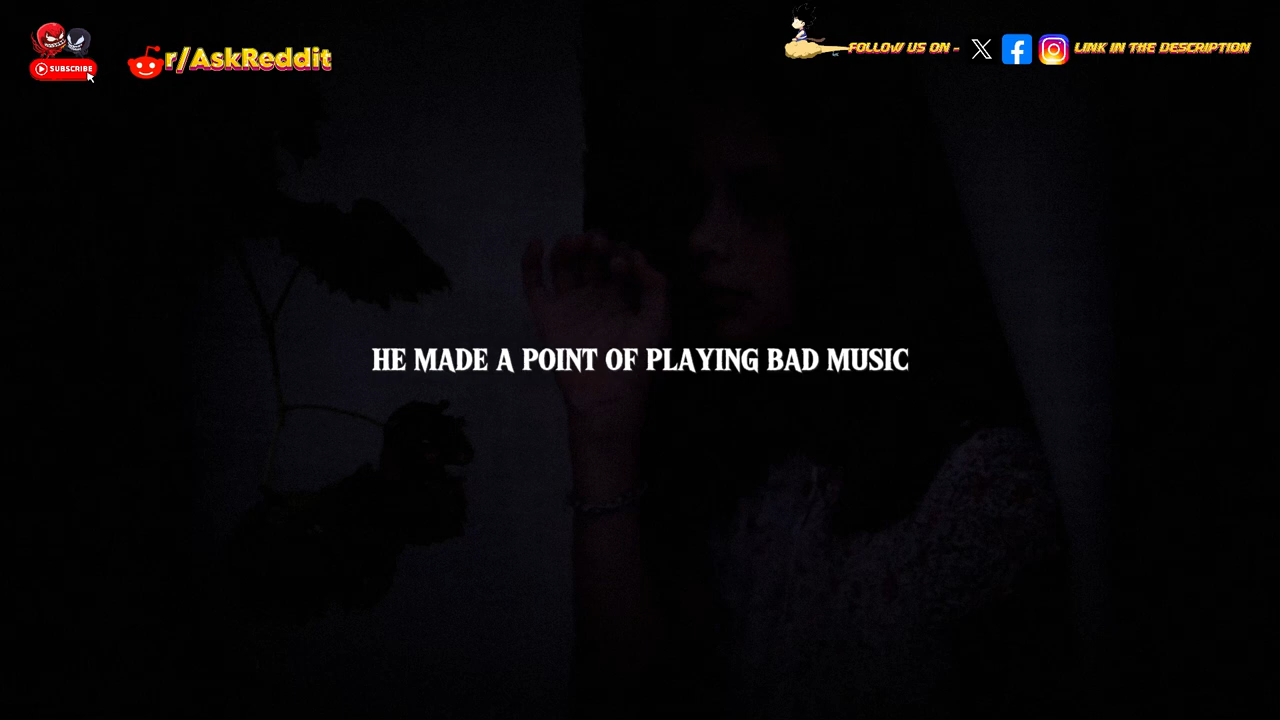 SUBSCRIBE
r/AskReddit
FOLLOW US ON -
LINK IN THE DESCRIPTION
HE MADE A POINT OF PLAYING BAD MUSIC